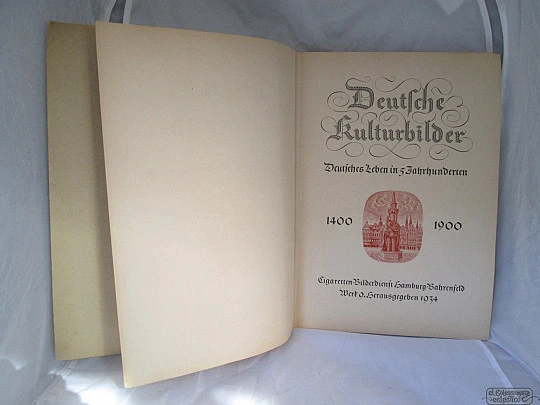 Deutsche
Kulturbilder
Deutsches Leben in 5 Jahrhunderten
1400 1900
Cigaretten-Bilderdienst Hamburg-Bahrenfeld
Werk 6. Herausgegeben 1934